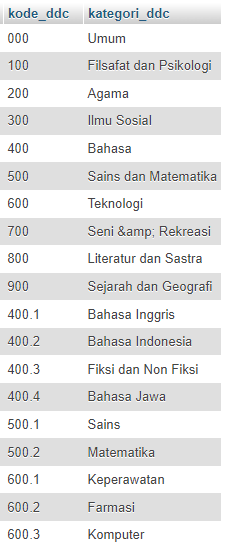 kode_ddc kategori_ddc
000 Umum
100 Filsafat dan Psikologi
200 Agama
300 Ilmu Sosial
400 Bahasa
500 Sains dan Matematika
600 Teknologi
700 Seni &amp; Rekreasi
800 Literatur dan Sastra
900 Sejarah dan Geografi
400.1 Bahasa Inggris
400.2 Bahasa Indonesia
400.3 Fiksi dan Non Fiksi
400.4 Bahasa Jawa
500.1 Sains
500.2 Matematika
600.1 Keperawatan
600.2 Farmasi
600.3 Komputer